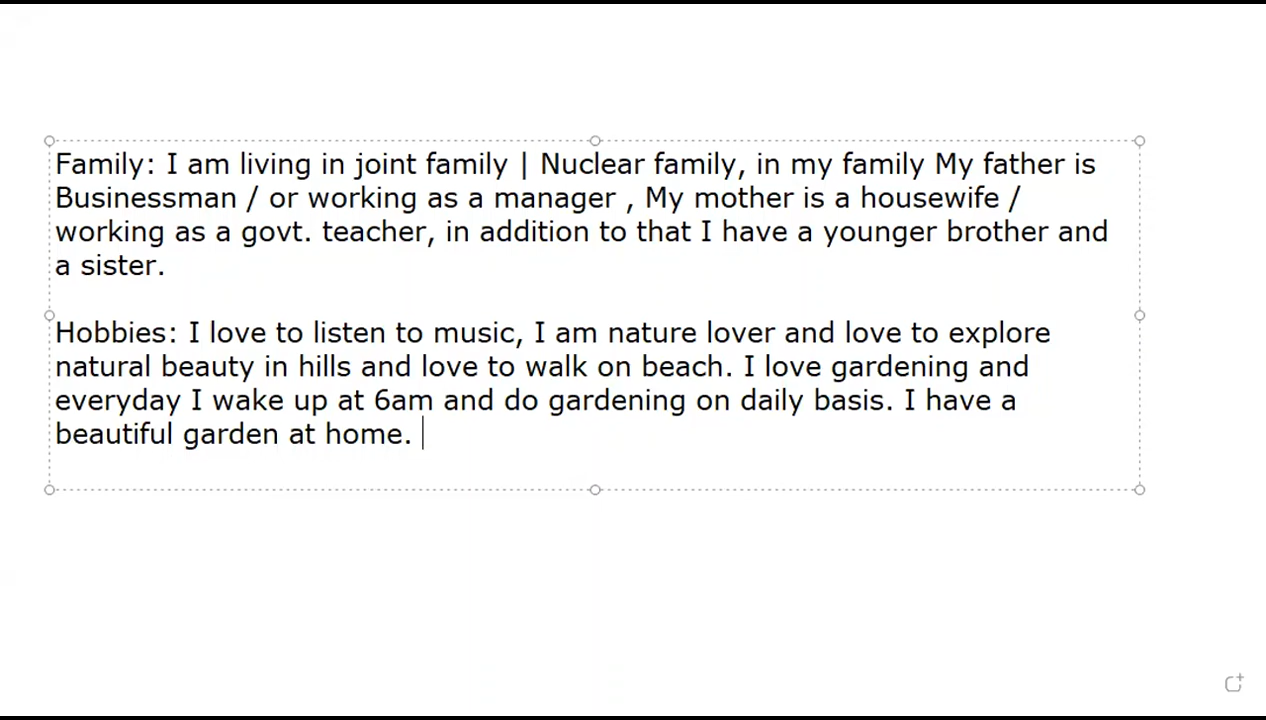 Family: I am living in joint family | Nuclear family, in my family My father is
Businessman / or working as a manager , My mother is a housewife /
working as a govt. teacher, in addition to that I have a younger brother and
a sister.
Hobbies: I love to listen to music, I am nature lover and love to explore
natural beauty in hills and love to walk on beach. I love gardening and
everyday I wake up at 6am and do gardening on daily basis. I have a
beautiful garden at home.